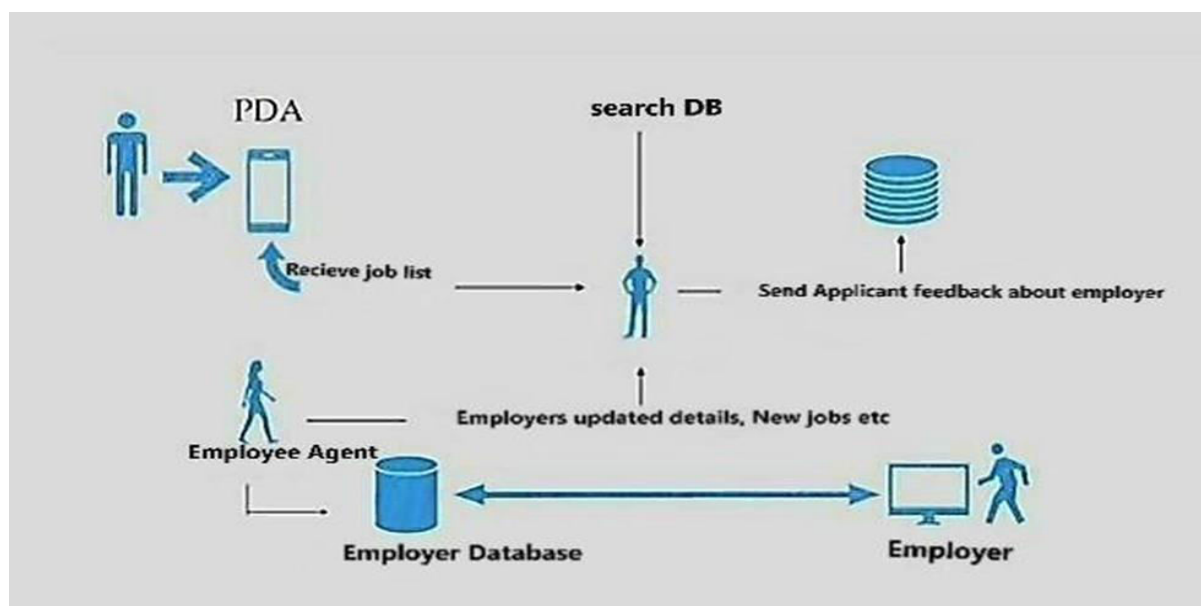 PDA
search DB
Recieve job list
Send Applicant feedback about employer
Employers updated details, New jobs etc
Employee Agent
Employer Database
Employer